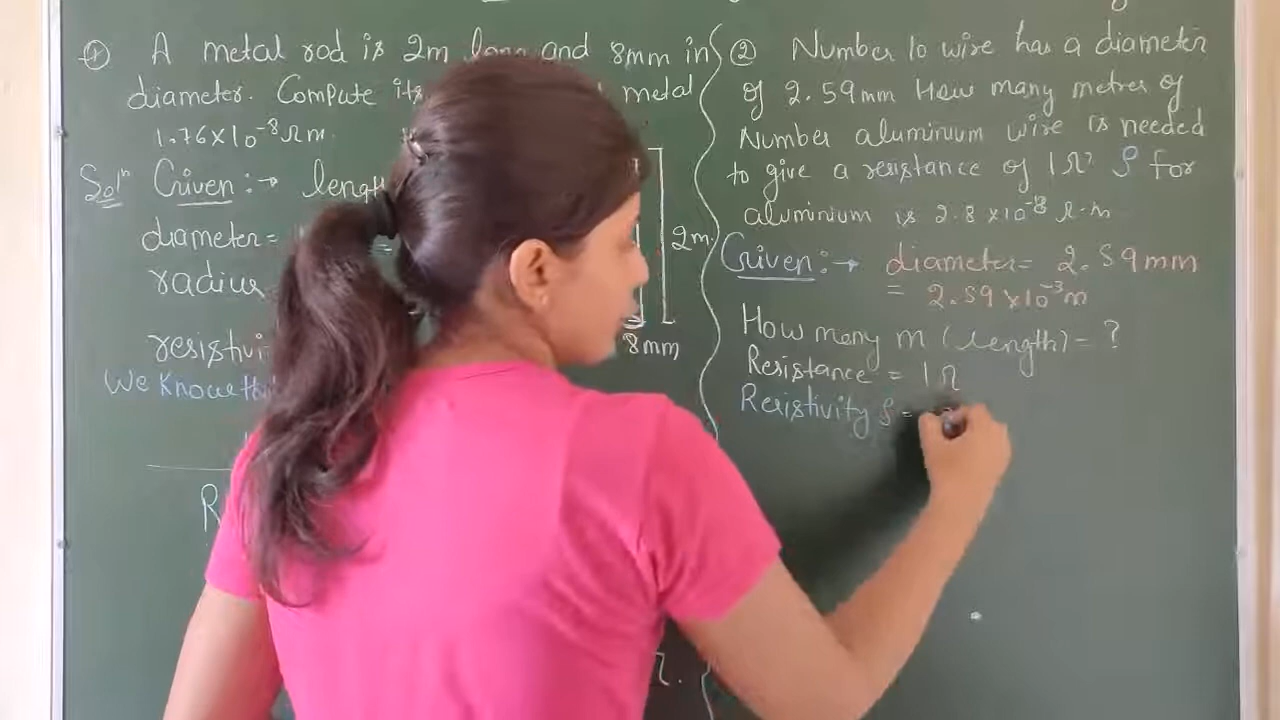 ① A metal rod is 2m long and 8mm in
diameter. Compute its metal
1.76×10⁻⁸ Ωm
Solⁿ Given :→ length
diameter=
radius
resistivi
We Know th
R
2m
8mm
Ω.
② Number 10 wire has a diameter
of 2.59mm How many metres of
Number aluminium wire is needed
to give a resistance of 1Ω? ρ for
aluminium is 2.8×10⁻⁸ Ω-m
Given :→ diameter= 2.59mm
= 2.59×10⁻³m
How many m (length) = ?
Resistance = 1Ω
Resistivity ρ=